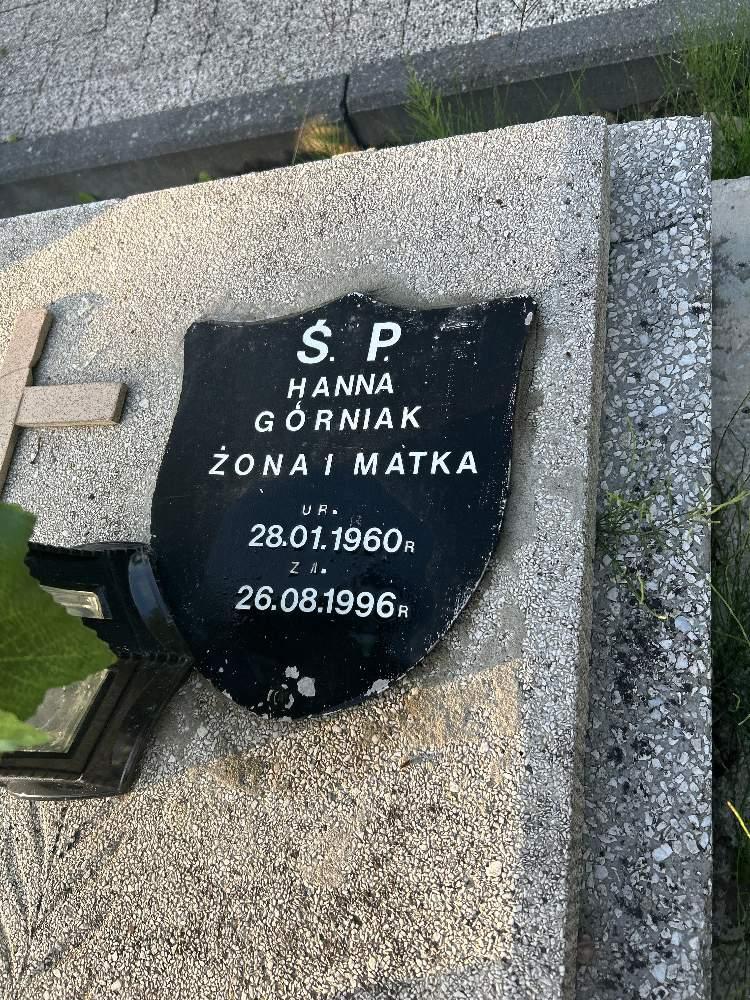 Ś. P.
HANNA
GÓRNIAK
ŻONA I MATKA
UR.
28.01.1960R
ZM.
26.08.1996R